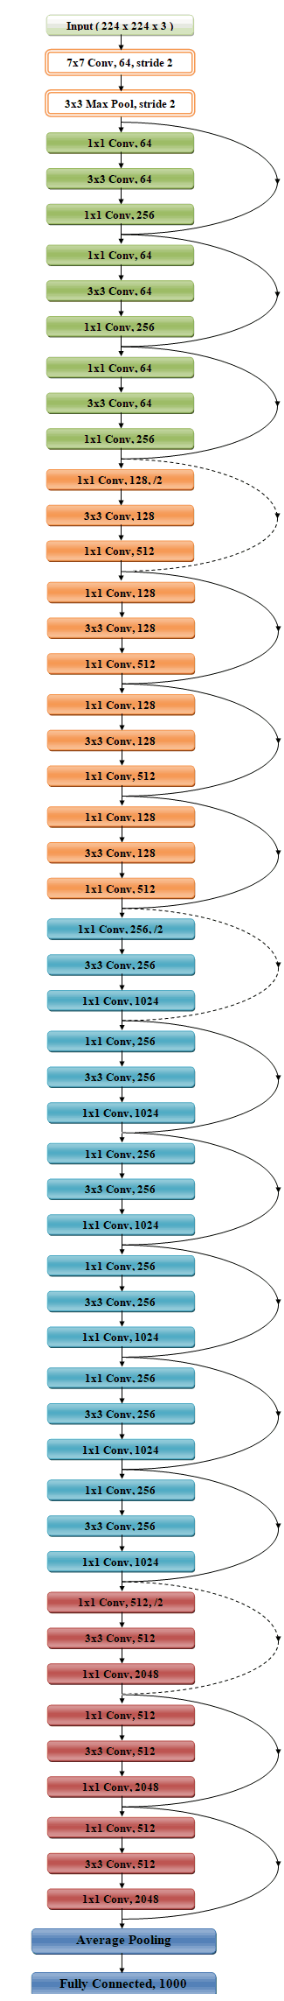 Input ( 224 x 224 x 3 )
7x7 Conv, 64, stride 2
3x3 Max Pool, stride 2
1x1 Conv, 64
3x3 Conv, 64
1x1 Conv, 256
1x1 Conv, 64
3x3 Conv, 64
1x1 Conv, 256
1x1 Conv, 64
3x3 Conv, 64
1x1 Conv, 256
1x1 Conv, 128, /2
3x3 Conv, 128
1x1 Conv, 512
1x1 Conv, 128
3x3 Conv, 128
1x1 Conv, 512
1x1 Conv, 128
3x3 Conv, 128
1x1 Conv, 512
1x1 Conv, 128
3x3 Conv, 128
1x1 Conv, 512
1x1 Conv, 256, /2
3x3 Conv, 256
1x1 Conv, 1024
1x1 Conv, 256
3x3 Conv, 256
1x1 Conv, 1024
1x1 Conv, 256
3x3 Conv, 256
1x1 Conv, 1024
1x1 Conv, 256
3x3 Conv, 256
1x1 Conv, 1024
1x1 Conv, 256
3x3 Conv, 256
1x1 Conv, 1024
1x1 Conv, 256
3x3 Conv, 256
1x1 Conv, 1024
1x1 Conv, 512, /2
3x3 Conv, 512
1x1 Conv, 2048
1x1 Conv, 512
3x3 Conv, 512
1x1 Conv, 2048
1x1 Conv, 512
3x3 Conv, 512
1x1 Conv, 2048
Average Pooling
Fully Connected, 1000